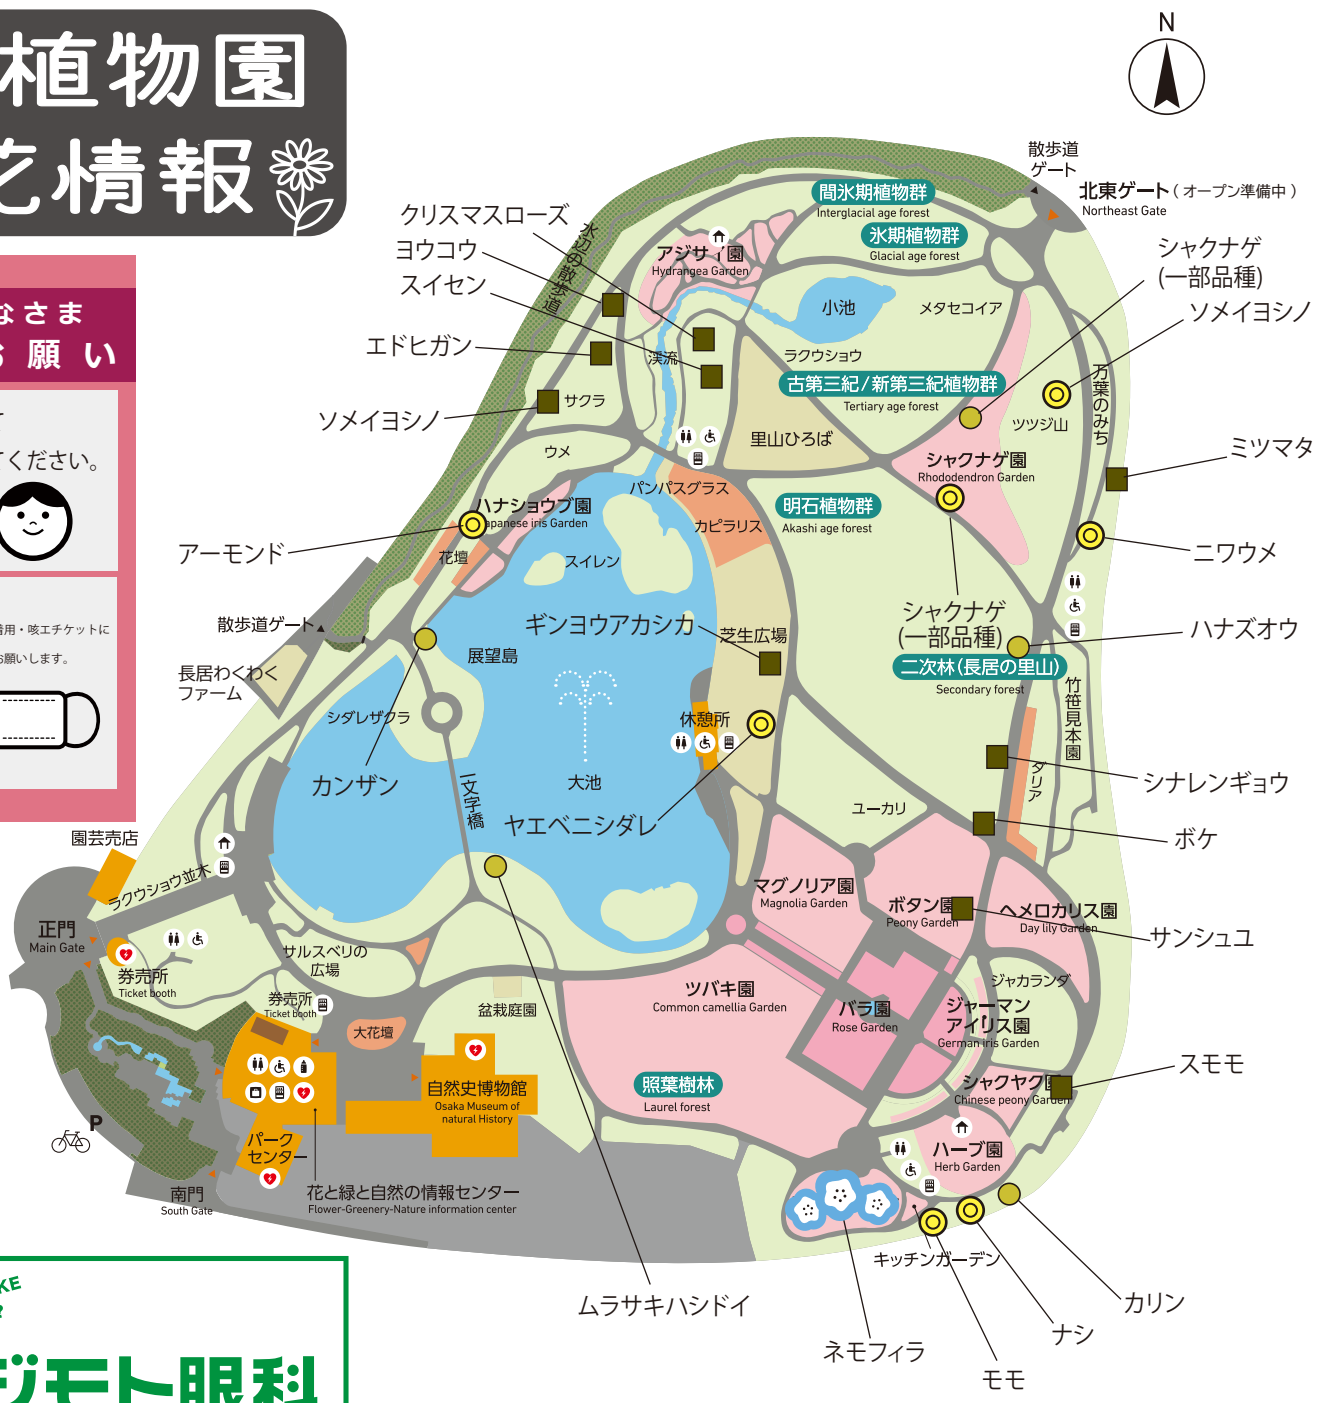 植物園
花情報
なさま
お願い
て
てください。
着用・咳エチケットに
お願いします。
N
散歩道
ゲート
北東ゲート（オープン準備中）
Northeast Gate
間氷期植物群
Interglacial age forest
氷期植物群
Glacial age forest
クリスマスローズ
ヨウコウ
スイセン
エドヒガン
ソメイヨシノ
水辺の散歩道
アジサイ園
Hydrangea Garden
小池
メタセコイア
シャクナゲ
(一部品種)
ソメイヨシノ
渓流
ラクウショウ
古第三紀/新第三紀植物群
Tertiary age forest
万葉のみち
サクラ
ツツジ山
ウメ
里山ひろば
シャクナゲ園
Rhododendron Garden
ミツマタ
パンパスグラス
ハナショウブ園
apanese iris Garden
カピラリス
明石植物群
Akashi age forest
アーモンド
花壇
スイレン
ニワウメ
散歩道ゲート
ギンヨウアカシカ
芝生広場
シャクナゲ
(一部品種)
ハナズオウ
展望島
二次林(長居の里山)
Secondary forest
長居わくわく
ファーム
シダレザクラ
休憩所
竹笹見本園
カンザン
大池
一文字橋
ダリア
シナレンギョウ
ヤエベニシダレ
ユーカリ
ボケ
園芸売店
ラクウショウ並木
マグノリア園
Magnolia Garden
ボタン園
Peony Garden
ヘメロカリス園
Day lily Garden
サンシュユ
正門
Main Gate
サルスベリの
広場
券売所
Ticket booth
券売所
Ticket booth
ツバキ園
Common camellia Garden
ジャカランダ
盆栽庭園
バラ園
Rose Garden
ジャーマン
アイリス園
German iris Garden
大花壇
自然史博物館
Osaka Museum of
natural History
照葉樹林
Laurel forest
シャクヤク園
Chinese peony Garden
スモモ
P
パーク
センター
ハーブ園
Herb Garden
南門
South Gate
花と緑と自然の情報センター
Flower-Greenery-Nature information center
キッチンガーデン
ムラサキハシドイ
カリン
ナシ
ネモフィラ
モモ
KE
ジモト眼科